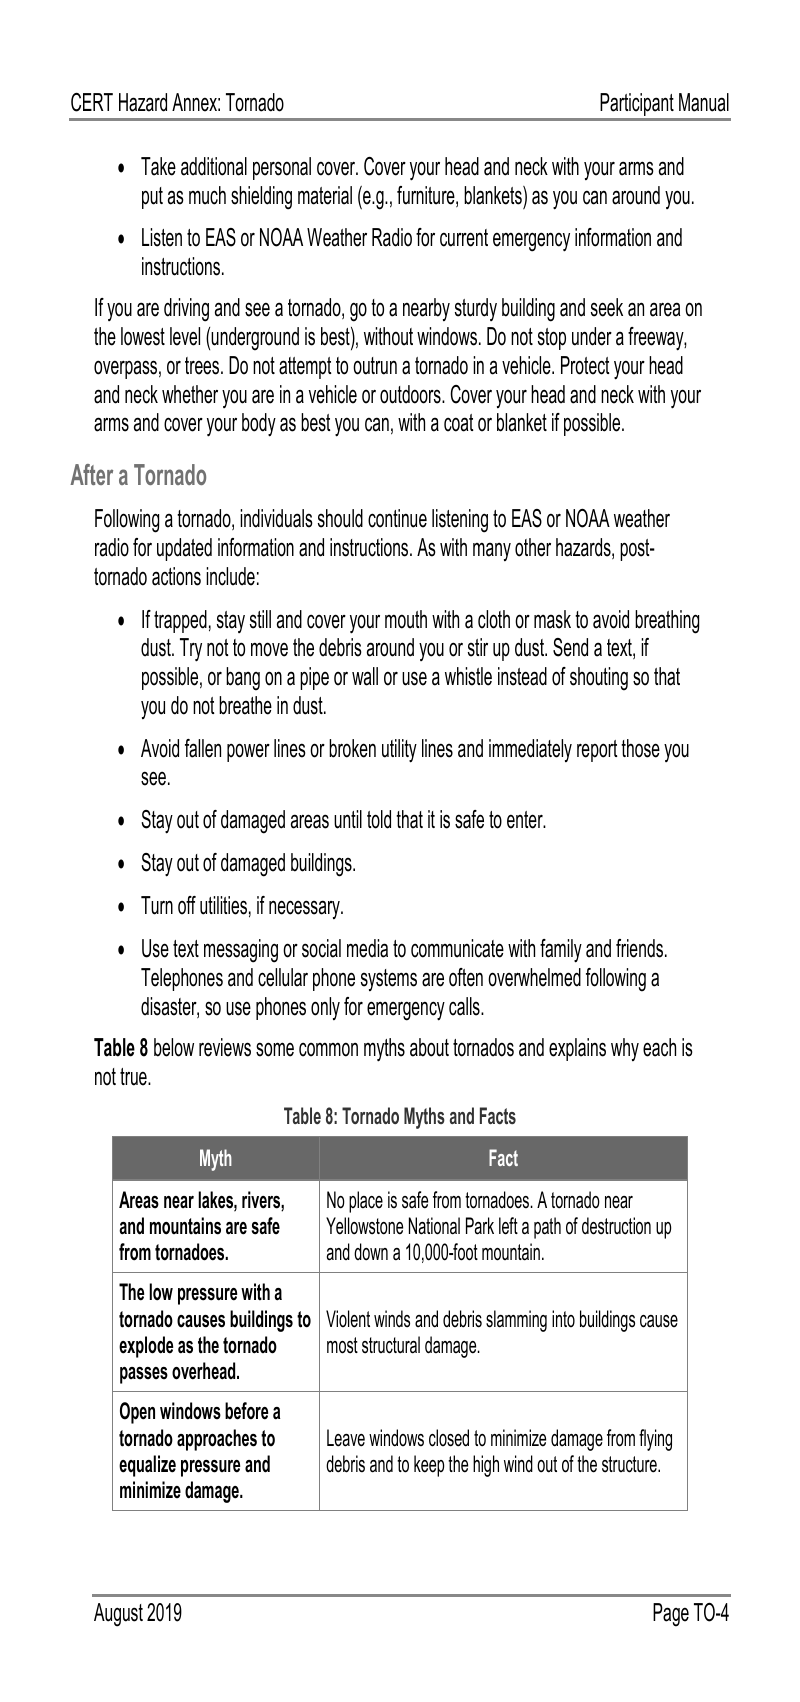 CERT Hazard Annex: Tornado Participant Manual
• Take additional personal cover. Cover your head and neck with your arms and
put as much shielding material (e.g., furniture, blankets) as you can around you.
• Listen to EAS or NOAA Weather Radio for current emergency information and
instructions.
If you are driving and see a tornado, go to a nearby sturdy building and seek an area on
the lowest level (underground is best), without windows. Do not stop under a freeway,
overpass, or trees. Do not attempt to outrun a tornado in a vehicle. Protect your head
and neck whether you are in a vehicle or outdoors. Cover your head and neck with your
arms and cover your body as best you can, with a coat or blanket if possible.
After a Tornado
Following a tornado, individuals should continue listening to EAS or NOAA weather
radio for updated information and instructions. As with many other hazards, post-
tornado actions include:
• If trapped, stay still and cover your mouth with a cloth or mask to avoid breathing
dust. Try not to move the debris around you or stir up dust. Send a text, if
possible, or bang on a pipe or wall or use a whistle instead of shouting so that
you do not breathe in dust.
• Avoid fallen power lines or broken utility lines and immediately report those you
see.
• Stay out of damaged areas until told that it is safe to enter.
• Stay out of damaged buildings.
• Turn off utilities, if necessary.
• Use text messaging or social media to communicate with family and friends.
Telephones and cellular phone systems are often overwhelmed following a
disaster, so use phones only for emergency calls.
Table 8 below reviews some common myths about tornados and explains why each is
not true.
Table 8: Tornado Myths and Facts
Myth Fact
Areas near lakes, rivers,
and mountains are safe
from tornadoes.
No place is safe from tornadoes. A tornado near
Yellowstone National Park left a path of destruction up
and down a 10,000-foot mountain.
The low pressure with a
tornado causes buildings to
explode as the tornado
passes overhead.
Violent winds and debris slamming into buildings cause
most structural damage.
Open windows before a
tornado approaches to
equalize pressure and
minimize damage.
Leave windows closed to minimize damage from flying
debris and to keep the high wind out of the structure.
August 2019 Page TO-4